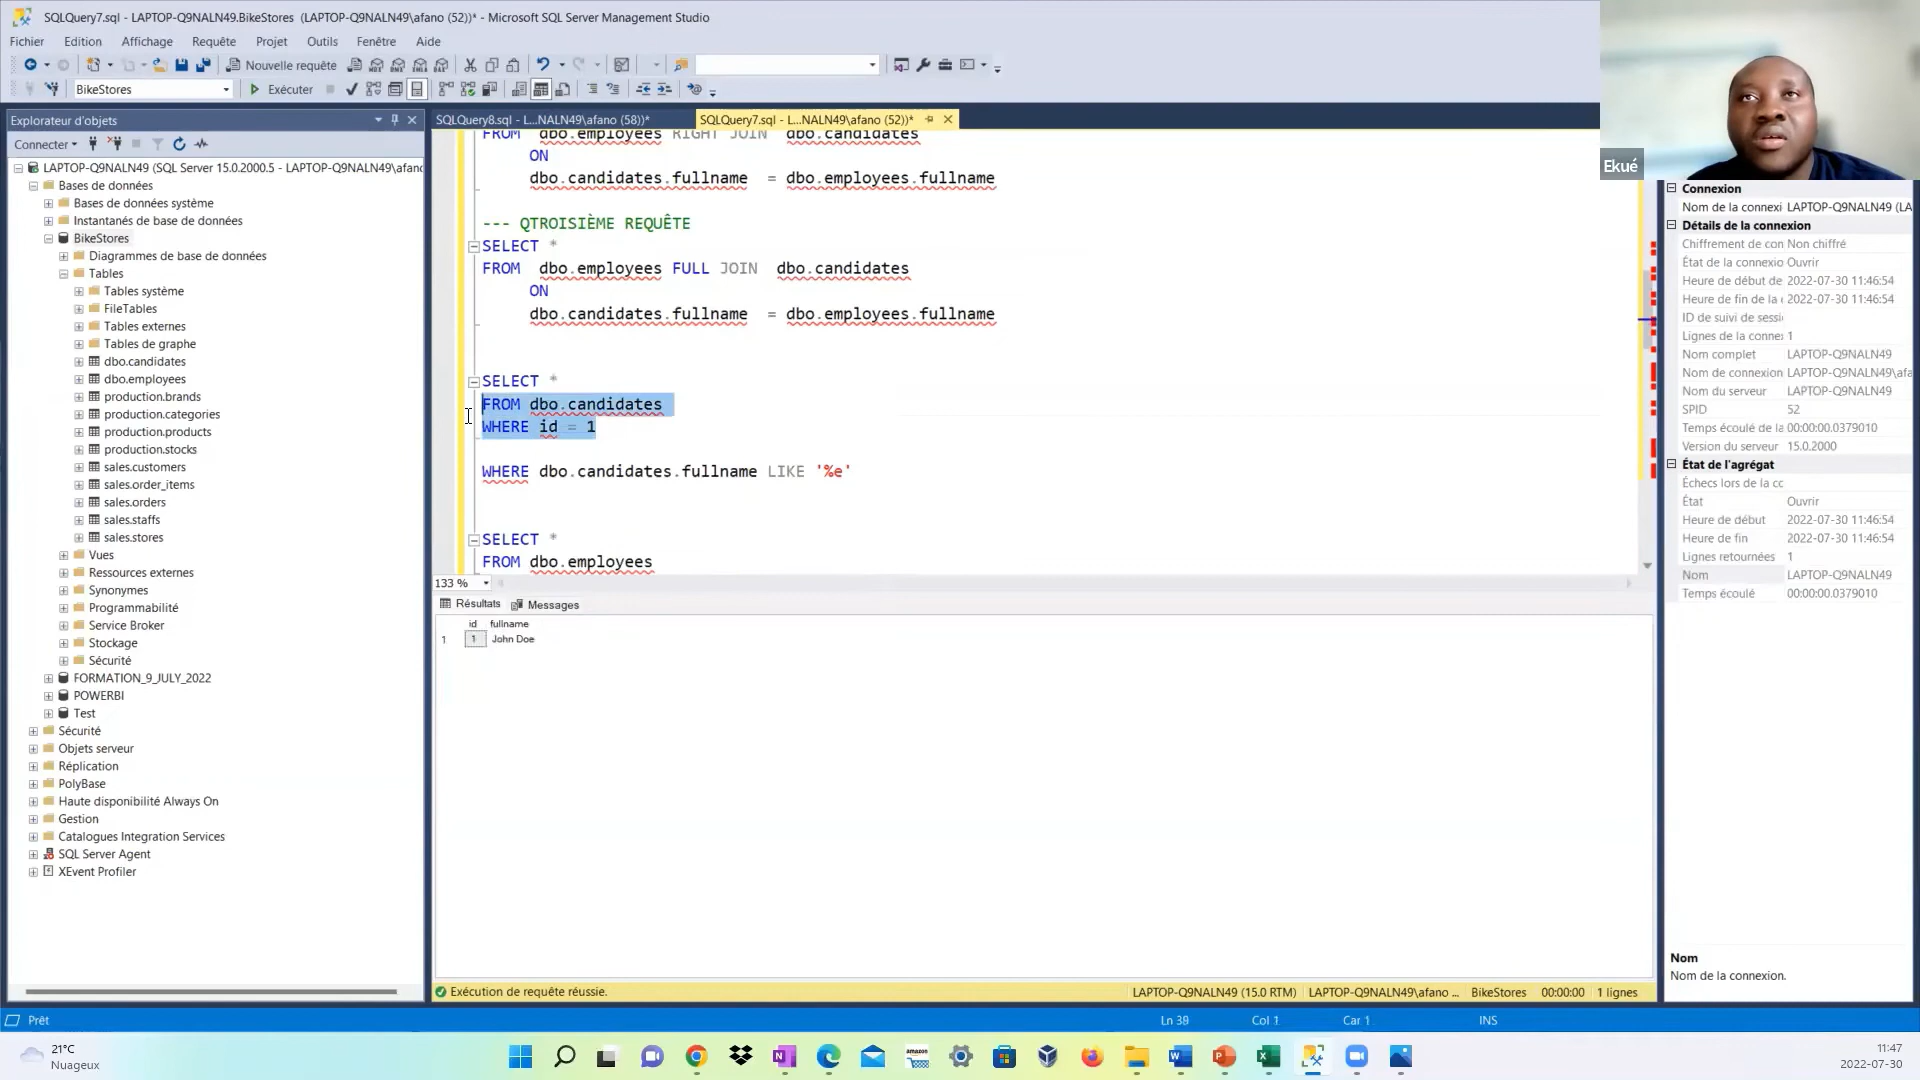 SQLQuery7.sql - LAPTOP-Q9NALN49.BikeStores (LAPTOP-Q9NALN49\afano (52))* - Microsoft SQL Server Management Studio
Fichier Edition Affichage Requête Projet Outils Fenêtre Aide
Nouvelle requête
BikeStores Exécuter
Explorateur d'objets
Connecter
LAPTOP-Q9NALN49 (SQL Server 15.0.2000.5 - LAPTOP-Q9NALN49\afano
Bases de données
Bases de données système
Instantanés de base de données
BikeStores
Diagrammes de base de données
Tables
Tables système
FileTables
Tables externes
Tables de graphe
dbo.candidates
dbo.employees
production.brands
production.categories
production.products
production.stocks
sales.customers
sales.order_items
sales.orders
sales.staffs
sales.stores
Vues
Ressources externes
Synonymes
Programmabilité
Service Broker
Stockage
Sécurité
FORMATION_9_JULY_2022
POWERBI
Test
Sécurité
Objets serveur
Réplication
PolyBase
Haute disponibilité Always On
Gestion
Catalogues Integration Services
SQL Server Agent
XEvent Profiler
SQLQuery8.sql - L...NALN49\afano (58))* SQLQuery7.sql - L...NALN49\afano (52))*
FROM dbo.employees RIGHT JOIN dbo.candidates
ON
dbo.candidates.fullname = dbo.employees.fullname
--- QTROISIÈME REQUÊTE
SELECT *
FROM dbo.employees FULL JOIN dbo.candidates
ON
dbo.candidates.fullname = dbo.employees.fullname
SELECT *
FROM dbo.candidates
WHERE id = 1
WHERE dbo.candidates.fullname LIKE '%e'
SELECT *
FROM dbo.employees
133 %
Résultats Messages
id fullname
1 1 John Doe
Exécution de requête réussie. LAPTOP-Q9NALN49 (15.0 RTM) LAPTOP-Q9NALN49\afano ... BikeStores 00:00:00 1 lignes
Ekué
Connexion
Nom de la connexi LAPTOP-Q9NALN49 (LA
Détails de la connexion
Chiffrement de con Non chiffré
État de la connexio Ouvrir
Heure de début de 2022-07-30 11:46:54
Heure de fin de la c 2022-07-30 11:46:54
ID de suivi de sessi
Lignes de la connex 1
Nom complet LAPTOP-Q9NALN49
Nom de connexion LAPTOP-Q9NALN49\afa
Nom du serveur LAPTOP-Q9NALN49
SPID 52
Temps écoulé de la 00:00:00.0379010
Version du serveur 15.0.2000
État de l'agrégat
Échecs lors de la cc
État Ouvrir
Heure de début 2022-07-30 11:46:54
Heure de fin 2022-07-30 11:46:54
Lignes retournées 1
Nom LAPTOP-Q9NALN49
Temps écoulé 00:00:00.0379010
Nom
Nom de la connexion.
Prêt Ln 38 Col 1 Car 1 INS
21°C
Nuageux
amazon
11:47
2022-07-30